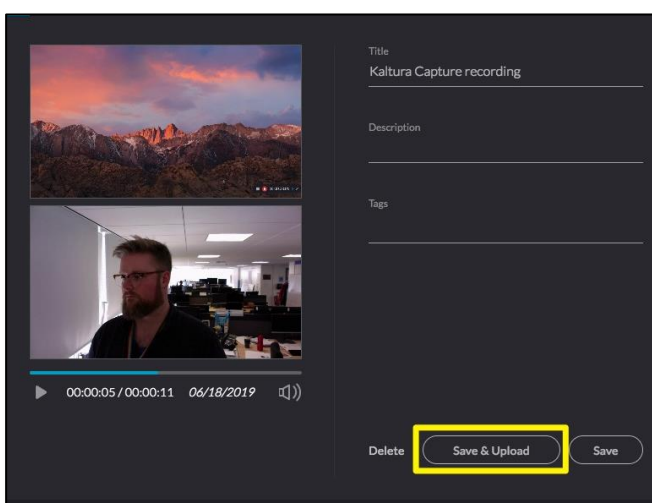 Title
Kaltura Capture recording
Description
Tags
00:00:05 / 00:00:11 06/18/2019
Delete Save & Upload Save